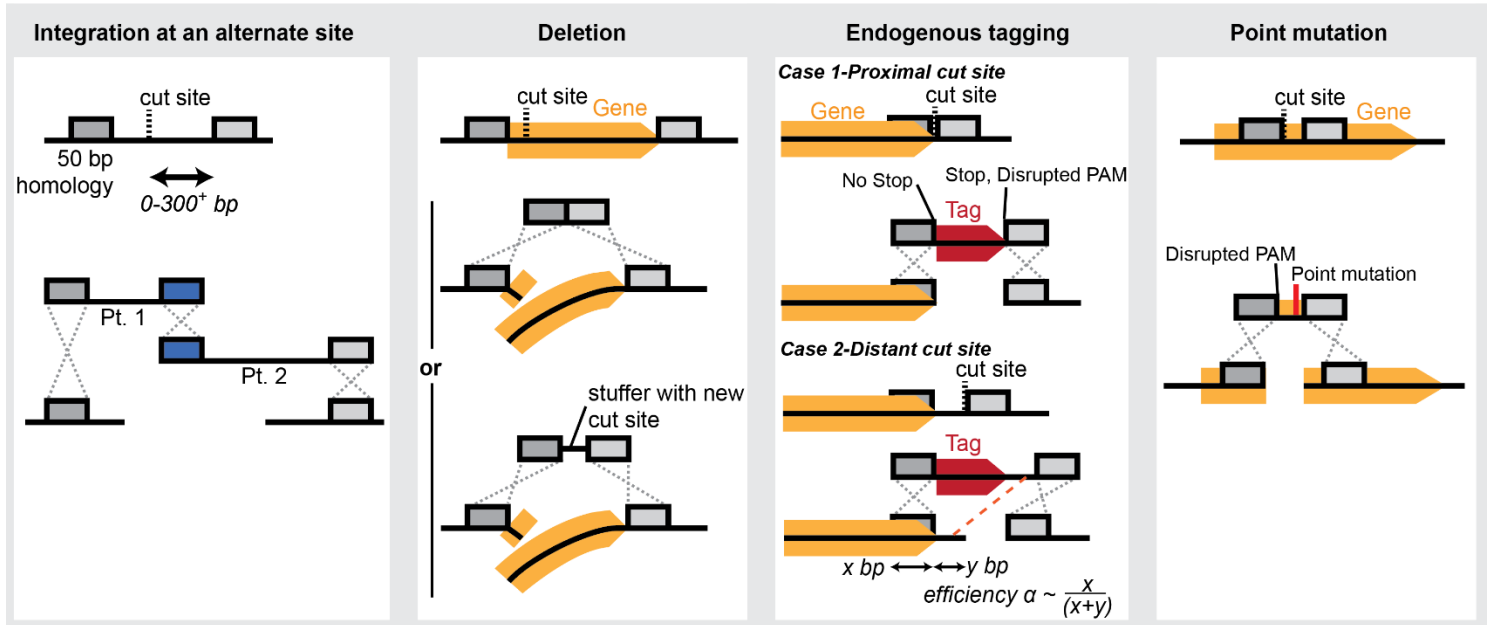 Integration at an alternate site
cut site
50 bp
homology
0-300⁺ bp
Pt. 1
Pt. 2
Deletion
cut site
Gene
or
stuffer with new
cut site
Endogenous tagging
Case 1-Proximal cut site
cut site
Gene
No Stop
Stop, Disrupted PAM
Tag
Case 2-Distant cut site
cut site
Tag
x bp
y bp
efficiency α ~ x
(x+y)
Point mutation
cut site
Gene
Disrupted PAM
Point mutation